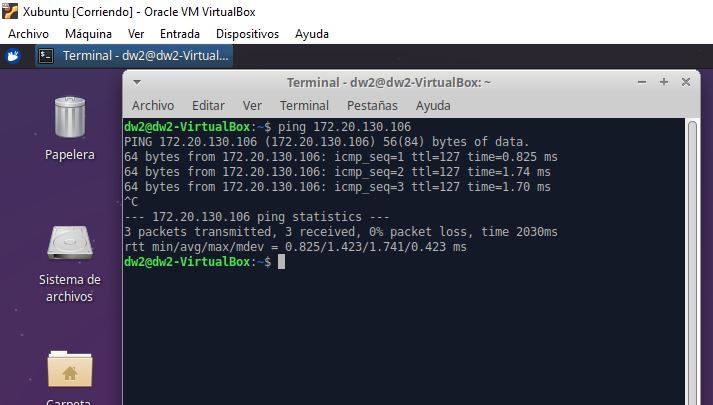 Xubuntu [Corriendo] - Oracle VM VirtualBox
Archivo Máquina Ver Entrada Dispositivos Ayuda
Terminal - dw2@dw2-Virtual...
Terminal - dw2@dw2-VirtualBox: ~
Archivo Editar Ver Terminal Pestañas Ayuda
dw2@dw2-VirtualBox:~$ ping 172.20.130.106
PING 172.20.130.106 (172.20.130.106) 56(84) bytes of data.
64 bytes from 172.20.130.106: icmp_seq=1 ttl=127 time=0.825 ms
64 bytes from 172.20.130.106: icmp_seq=2 ttl=127 time=1.74 ms
64 bytes from 172.20.130.106: icmp_seq=3 ttl=127 time=1.70 ms
^C
--- 172.20.130.106 ping statistics ---
3 packets transmitted, 3 received, 0% packet loss, time 2030ms
rtt min/avg/max/mdev = 0.825/1.423/1.741/0.423 ms
dw2@dw2-VirtualBox:~$
Papelera
Sistema de
archivos
Carpeta